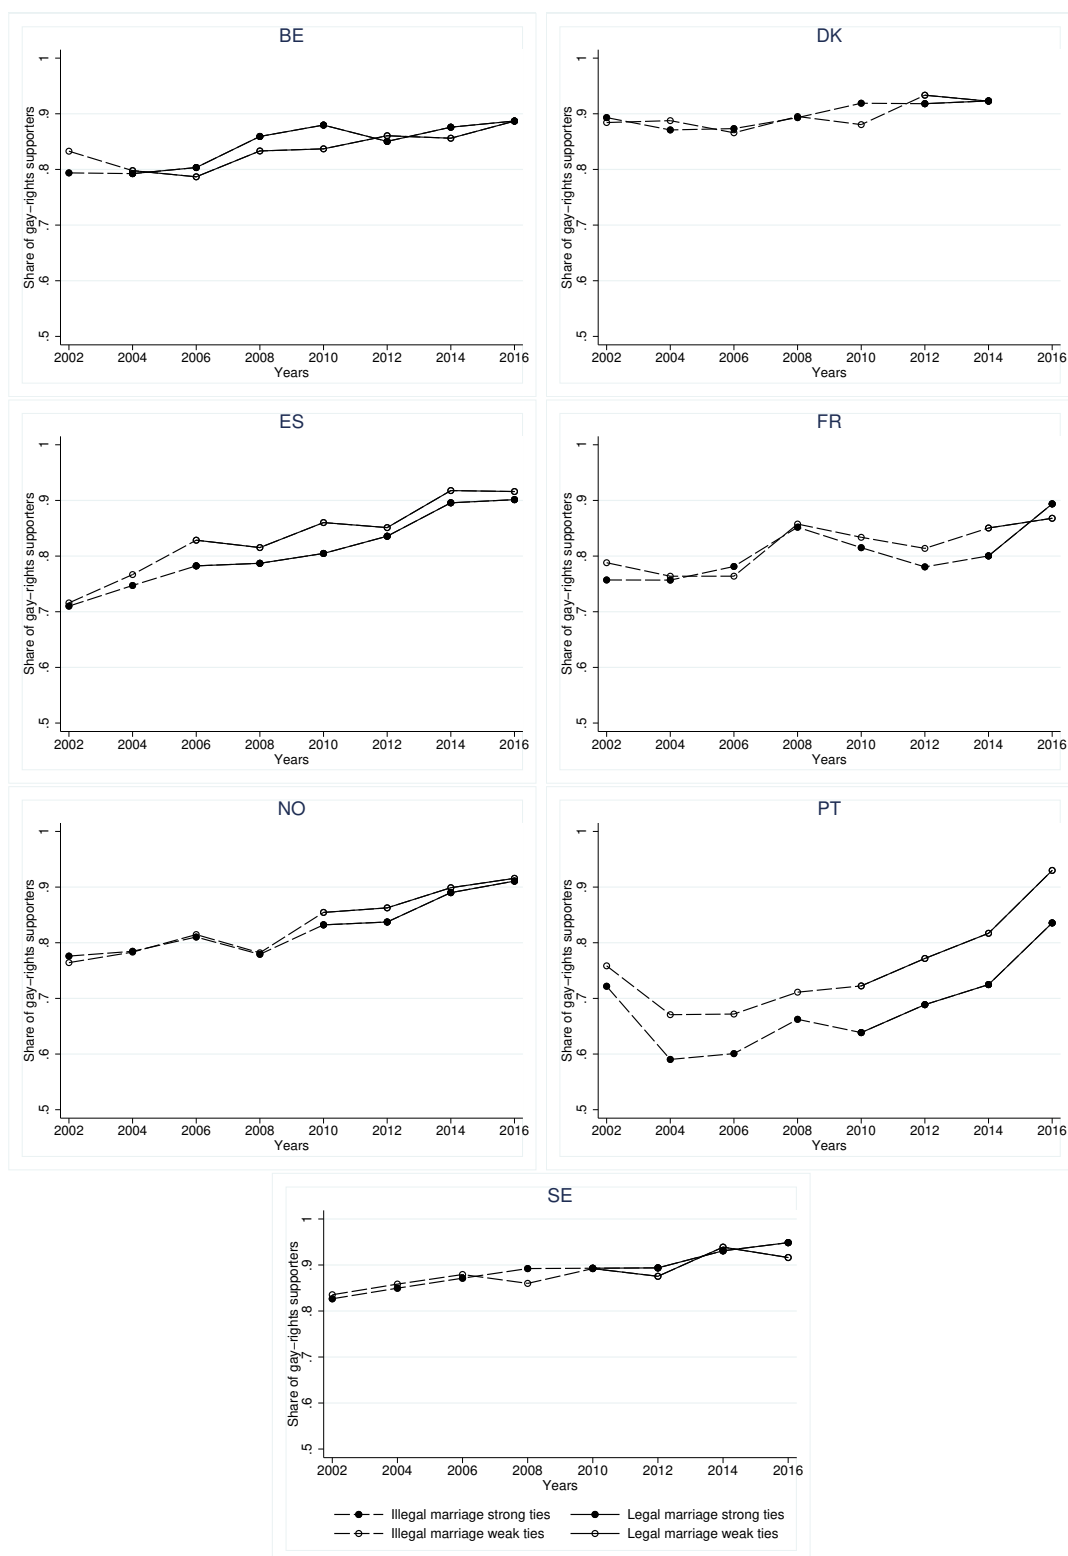 BE
Share of gay−rights supporters
1
.9
.8
.7
.6
.5
2002 2004 2006 2008 2010 2012 2014 2016
Years
DK
Share of gay−rights supporters
1
.9
.8
.7
.6
.5
2002 2004 2006 2008 2010 2012 2014 2016
Years
ES
Share of gay−rights supporters
1
.9
.8
.7
.6
.5
2002 2004 2006 2008 2010 2012 2014 2016
Years
FR
Share of gay−rights supporters
1
.9
.8
.7
.6
.5
2002 2004 2006 2008 2010 2012 2014 2016
Years
NO
Share of gay−rights supporters
1
.9
.8
.7
.6
.5
2002 2004 2006 2008 2010 2012 2014 2016
Years
PT
Share of gay−rights supporters
1
.9
.8
.7
.6
.5
2002 2004 2006 2008 2010 2012 2014 2016
Years
SE
Share of gay−rights supporters
1
.9
.8
.7
.6
.5
2002 2004 2006 2008 2010 2012 2014 2016
Years
Illegal marriage strong ties Legal marriage strong ties
Illegal marriage weak ties Legal marriage weak ties